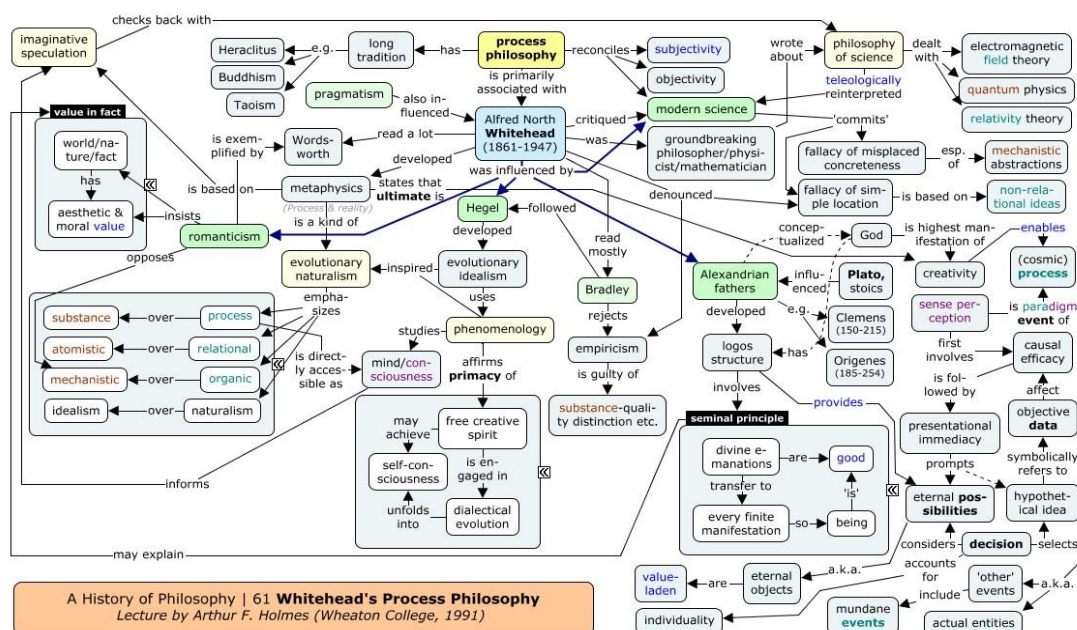 checks back with
imaginative
speculation
Heraclitus
e.g.
long
tradition
has
process
philosophy
reconciles
subjectivity
objectivity
wrote
about
philosophy
of science
dealt
with
electromagnetic
field theory
quantum physics
relativity theory
Buddhism
Taoism
pragmatism
also in-
fluenced
is primarily
associated with
modern science
teleologically
reinterpreted
value in fact
world/na-
ture/fact
has
aesthetic &
moral value
insists
is exem-
plified by
Words-
worth
read a lot
Alfred North
Whitehead
(1861-1947)
critiqued
was
groundbreaking
philosopher/physi-
cist/mathematician
'commits'
fallacy of misplaced
concreteness
esp.
of
mechanistic
abstractions
fallacy of sim-
ple location
is based on
non-rela-
tional ideas
developed
is based on
metaphysics
(Process & reality)
states that
ultimate is
was influenced by
denounced
is a kind of
romanticism
opposes
Hegel
followed
developed
read
mostly
concep-
tualized
God
is highest man-
ifestation of
enables
creativity
(cosmic)
process
evolutionary
naturalism
inspired
evolutionary
idealism
uses
Bradley
rejects
Alexandrian
fathers
influ-
enced
Plato,
stoics
e.g.
Clemens
(150-215)
Origenes
(185-254)
developed
logos
structure
has
sense per-
ception
is paradigm
event of
first
involves
causal
efficacy
empha-
sizes
substance
over
process
atomistic
over
relational
mechanistic
over
organic
idealism
over
naturalism
is direct-
ly acces-
sible as
studies
mind/con-
sciousness
phenomenology
affirms
primacy of
empiricism
is guilty of
substance-quali-
ty distinction etc.
involves
provides
is fol-
lowed by
affect
objective
data
presentational
immediacy
symbolically
refers to
prompts
hypothet-
ical idea
eternal pos-
sibilities
may
achieve
free creative
spirit
self-con-
sciousness
is en-
gaged in
unfolds
into
dialectical
evolution
informs
seminal principle
divine e-
manations
are
good
transfer to
'is'
every finite
manifestation
so
being
may explain
considers
decision
selects
a.k.a.
accounts
for
value-
laden
are
eternal
objects
individuality
include
'other'
events
a.k.a.
mundane
events
actual entities
A History of Philosophy | 61 Whitehead's Process Philosophy
Lecture by Arthur F. Holmes (Wheaton College, 1991)